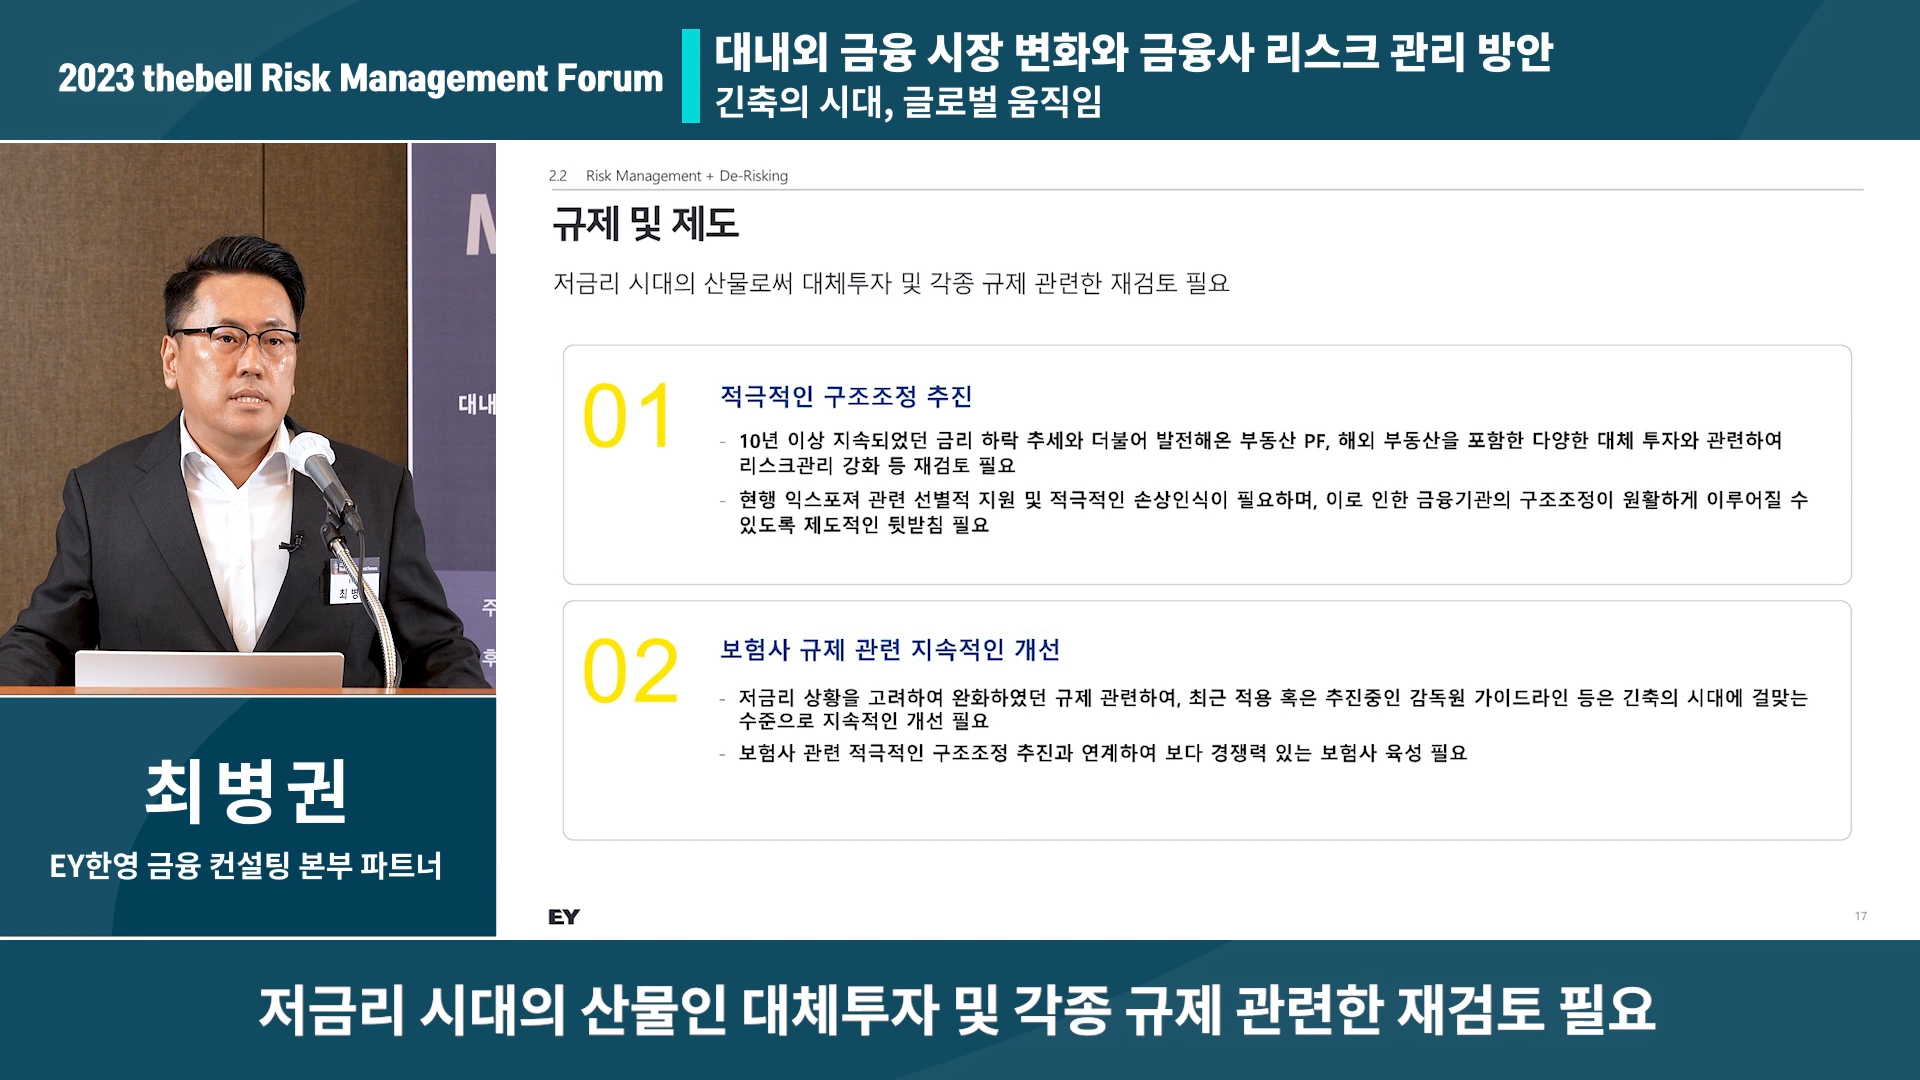 2023 thebell Risk Management Forum
대내외 금융 시장 변화와 금융사 리스크 관리 방안
긴축의 시대, 글로벌 움직임
M
대내
주
후
최병
최병권
EY한영 금융 컨설팅 본부 파트너
2.2 Risk Management + De-Risking
규제 및 제도
저금리 시대의 산물로써 대체투자 및 각종 규제 관련한 재검토 필요
01
적극적인 구조조정 추진
- 10년 이상 지속되었던 금리 하락 추세와 더불어 발전해온 부동산 PF, 해외 부동산을 포함한 다양한 대체 투자와 관련하여
리스크관리 강화 등 재검토 필요
- 현행 익스포져 관련 선별적 지원 및 적극적인 손상인식이 필요하며, 이로 인한 금융기관의 구조조정이 원활하게 이루어질 수
있도록 제도적인 뒷받침 필요
02
보험사 규제 관련 지속적인 개선
- 저금리 상황을 고려하여 완화하였던 규제 관련하여, 최근 적용 혹은 추진중인 감독원 가이드라인 등은 긴축의 시대에 걸맞는
수준으로 지속적인 개선 필요
- 보험사 관련 적극적인 구조조정 추진과 연계하여 보다 경쟁력 있는 보험사 육성 필요
EY
17
저금리 시대의 산물인 대체투자 및 각종 규제 관련한 재검토 필요